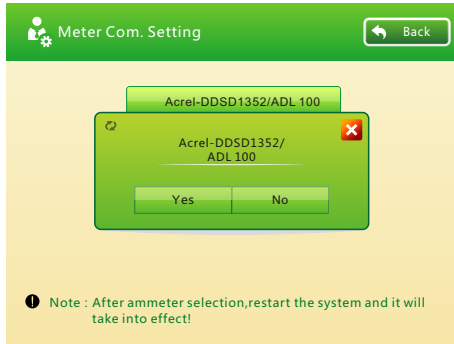 Meter Com. Setting
Back
Acrel-DDSD1352/ADL 100
Acrel-DDSD1352/
ADL 100
Yes
No
Note : After ammeter selection,restart the system and it will
take into effect!